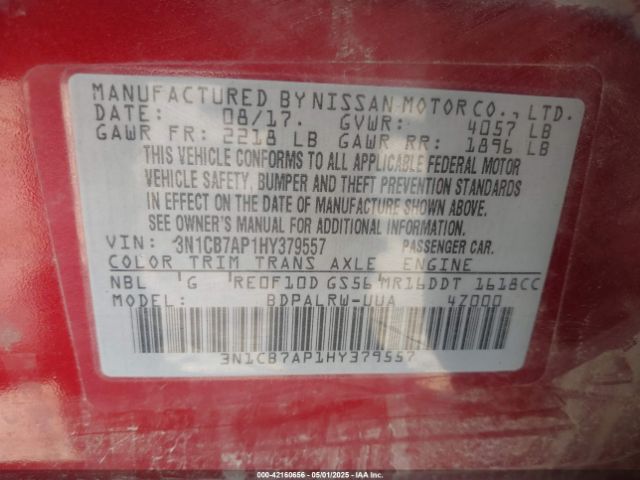 MANUFACTURED BY NISSAN MOTOR CO., LTD.
DATE: 08/17. GVWR: 4057 LB
GAWR FR: 2218 LB GAWR RR: 1896 LB
THIS VEHICLE CONFORMS TO ALL APPLICABLE FEDERAL MOTOR
VEHICLE SAFETY, BUMPER AND THEFT PREVENTION STANDARDS
IN EFFECT ON THE DATE OF MANUFACTURE SHOWN ABOVE.
SEE OWNER'S MANUAL FOR ADDITIONAL INFORMATION.
VIN: 3N1CB7AP1HY379557 PASSENGER CAR.
COLOR TRIM TRANS AXLE ENGINE
NBL G RE0F10D GS56 MR16DDT 1618CC
MODEL: BDPALRW-UUA 4Z000
3N1CB7AP1HY379557
000-42160656 - 05/01/2025 - IAA Inc.